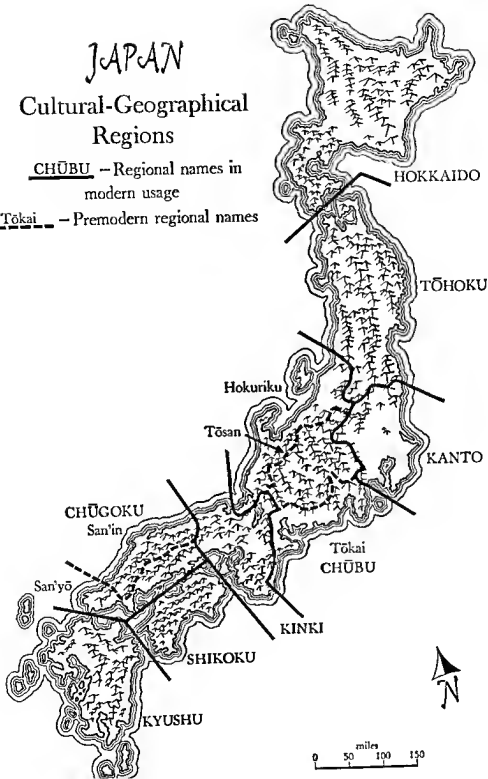 JAPAN
Cultural-Geographical
Regions
CHŪBU – Regional names in
modern usage
Tōkai – Premodern regional names
HOKKAIDO
TŌHOKU
Hokuriku
Tōsan
KANTO
CHŪGOKU
San'in
Tōkai
CHŪBU
San'yō
KINKI
SHIKOKU
KYUSHU
N
miles
0 50 100 150